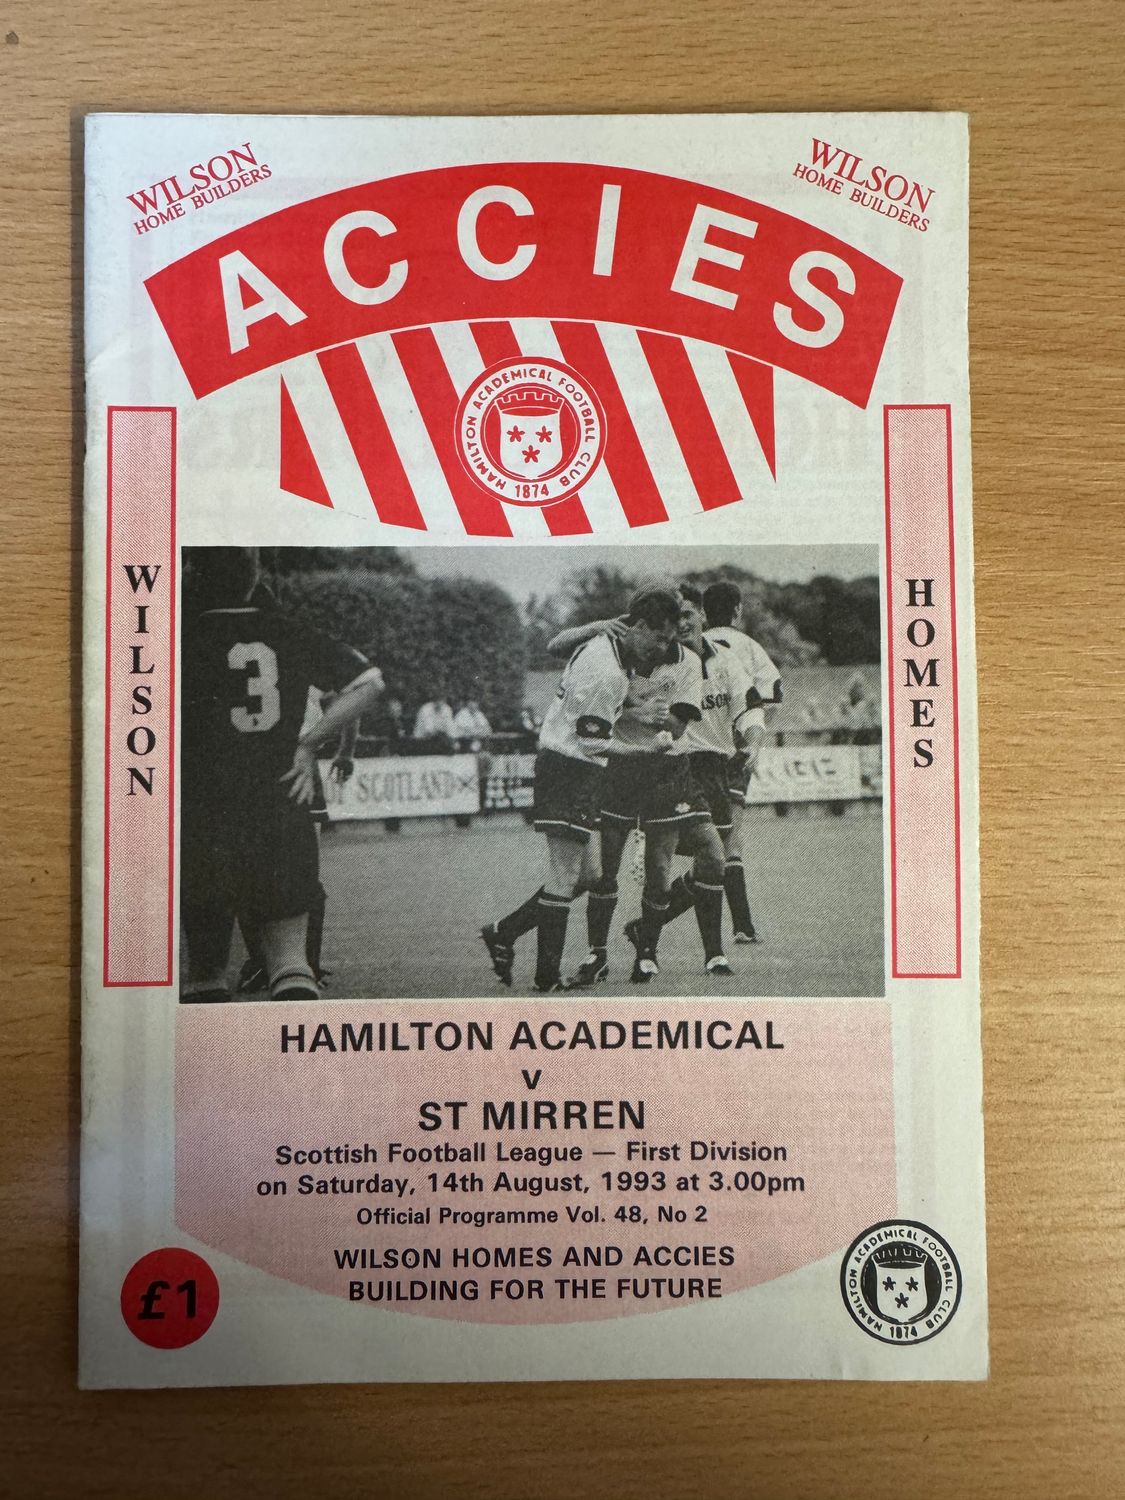 WILSON
HOME BUILDERS
WILSON
HOME BUILDERS
ACCIES
HAMILTON ACADEMICAL FOOTBALL CLUB
1874
WILSON
HOMES
3
OF SCOTLAND
HAMILTON ACADEMICAL
v
ST MIRREN
Scottish Football League — First Division
on Saturday, 14th August, 1993 at 3.00pm
Official Programme Vol. 48, No 2
WILSON HOMES AND ACCIES
BUILDING FOR THE FUTURE
£1
HAMILTON ACADEMICAL FOOTBALL CLUB
1874